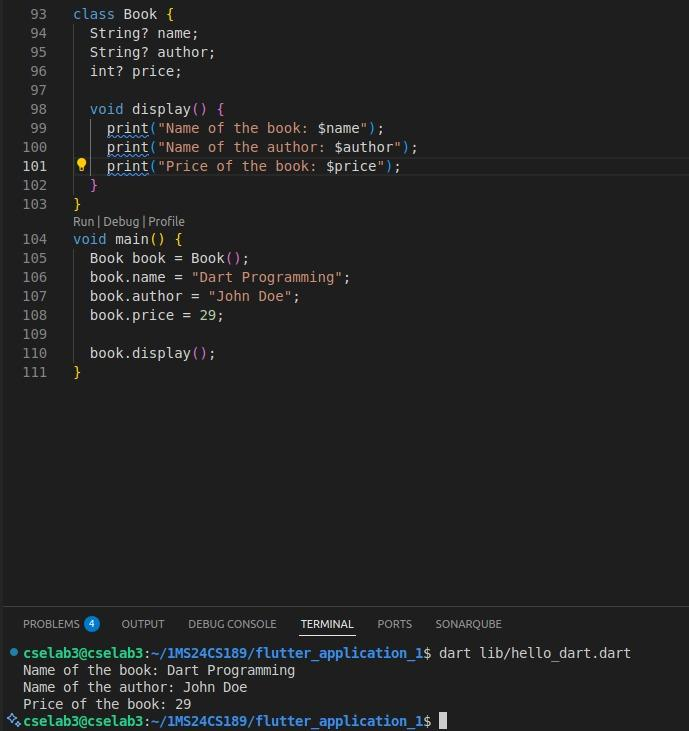 93 class Book {
94 String? name;
95 String? author;
96 int? price;
97
98 void display() {
99 print("Name of the book: $name");
100 print("Name of the author: $author");
101 print("Price of the book: $price");
102 }
103 }
Run | Debug | Profile
104 void main() {
105 Book book = Book();
106 book.name = "Dart Programming";
107 book.author = "John Doe";
108 book.price = 29;
109
110 book.display();
111 }
PROBLEMS 4 OUTPUT DEBUG CONSOLE TERMINAL PORTS SONARQUBE
cselab3@cselab3:~/1MS24CS189/flutter_application_1$ dart lib/hello_dart.dart
Name of the book: Dart Programming
Name of the author: John Doe
Price of the book: 29
cselab3@cselab3:~/1MS24CS189/flutter_application_1$